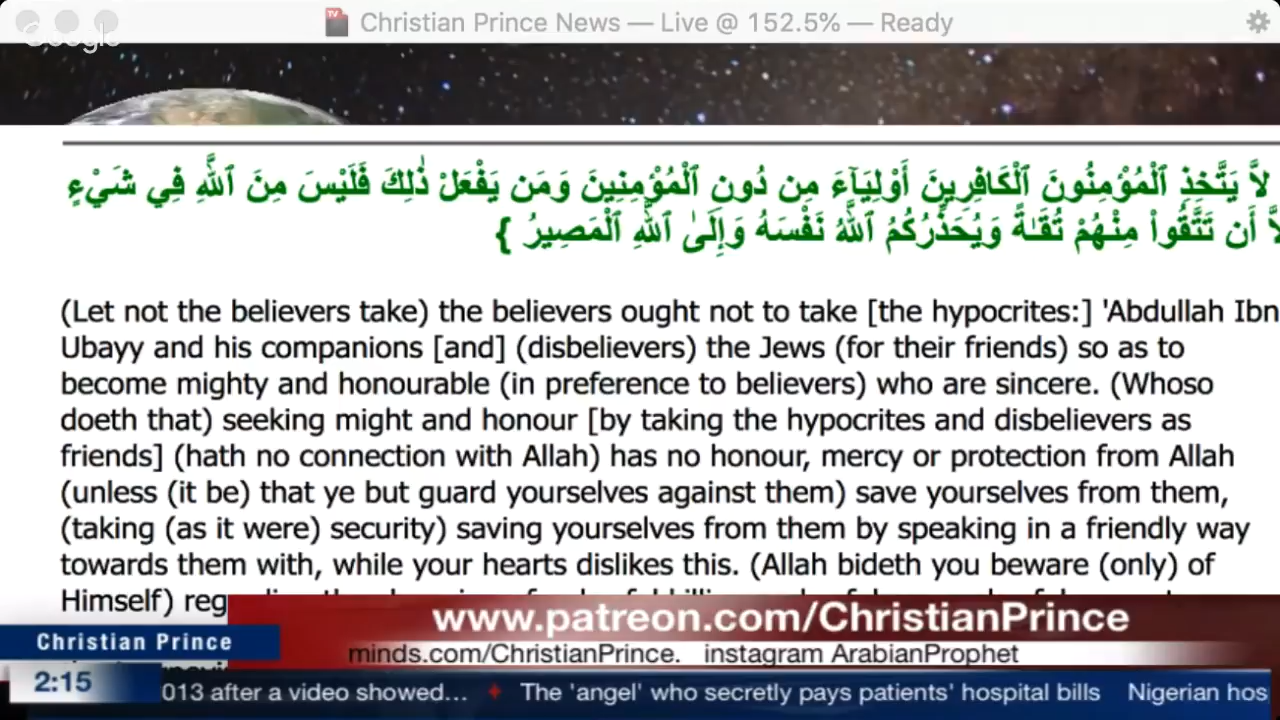 Christian Prince News — Live @ 152.5% — Ready
Google
لاَّ يَتَّخِذِ ٱلْمُؤْمِنُونَ ٱلْكَافِرِينَ أَوْلِيَآءَ مِن دُونِ ٱلْمُؤْمِنِينَ وَمَن يَفْعَلْ ذٰلِكَ فَلَيْسَ مِنَ ٱللَّهِ فِي شَيْءٍ
أَن تَتَّقُواْ مِنْهُمْ تُقَـٰةً وَيُحَذِّرُكُمُ ٱللَّهُ نَفْسَهُ وَإِلَىٰ ٱللَّهِ ٱلْمَصِيرُ }
(Let not the believers take) the believers ought not to take [the hypocrites:] 'Abdullah Ibn
Ubayy and his companions [and] (disbelievers) the Jews (for their friends) so as to
become mighty and honourable (in preference to believers) who are sincere. (Whoso
doeth that) seeking might and honour [by taking the hypocrites and disbelievers as
friends] (hath no connection with Allah) has no honour, mercy or protection from Allah
(unless (it be) that ye but guard yourselves against them) save yourselves from them,
(taking (as it were) security) saving yourselves from them by speaking in a friendly way
towards them with, while your hearts dislikes this. (Allah bideth you beware (only) of
Himself)
www.patreon.com/ChristianPrince
Christian Prince
minds.com/ChristianPrince. instagram ArabianProphet
2:15
013 after a video showed... The 'angel' who secretly pays patients' hospital bills Nigerian hos